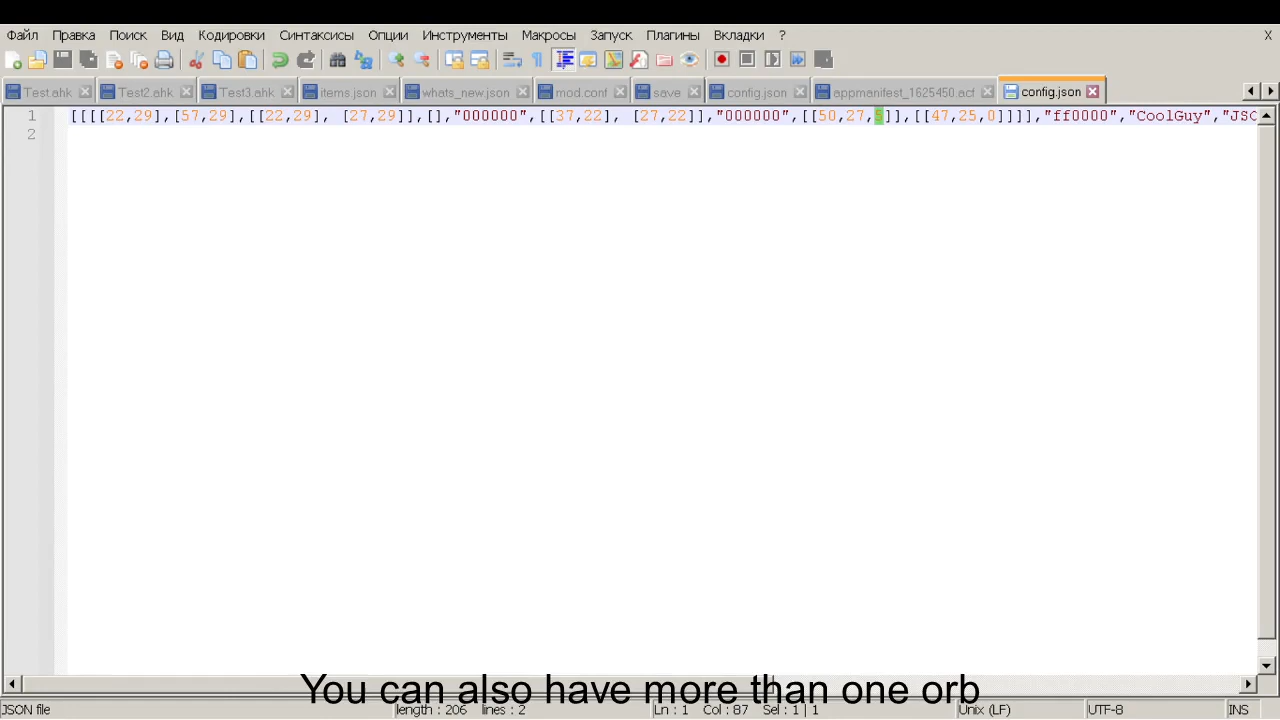 Файл Правка Поиск Вид Кодировки Синтаксисы Опции Инструменты Макросы Запуск Плагины Вкладки ? X
Test.ahk Test2.ahk Test3.ahk items.json whats_new.json mod.conf save config.json appmanifest_1625450.acf config.json
1 [[[[22,29],[57,29],[[22,29], [27,29]],[],"000000",[[37,22], [27,22]],"000000",[[50,27,5]],[[47,25,0]]]],"ff0000","CoolGuy","JSO
2
You can also have more than one orb
JSON file length : 206 lines : 2 Ln : 1 Col : 87 Sel : 1 | 1 Unix (LF) UTF-8 INS